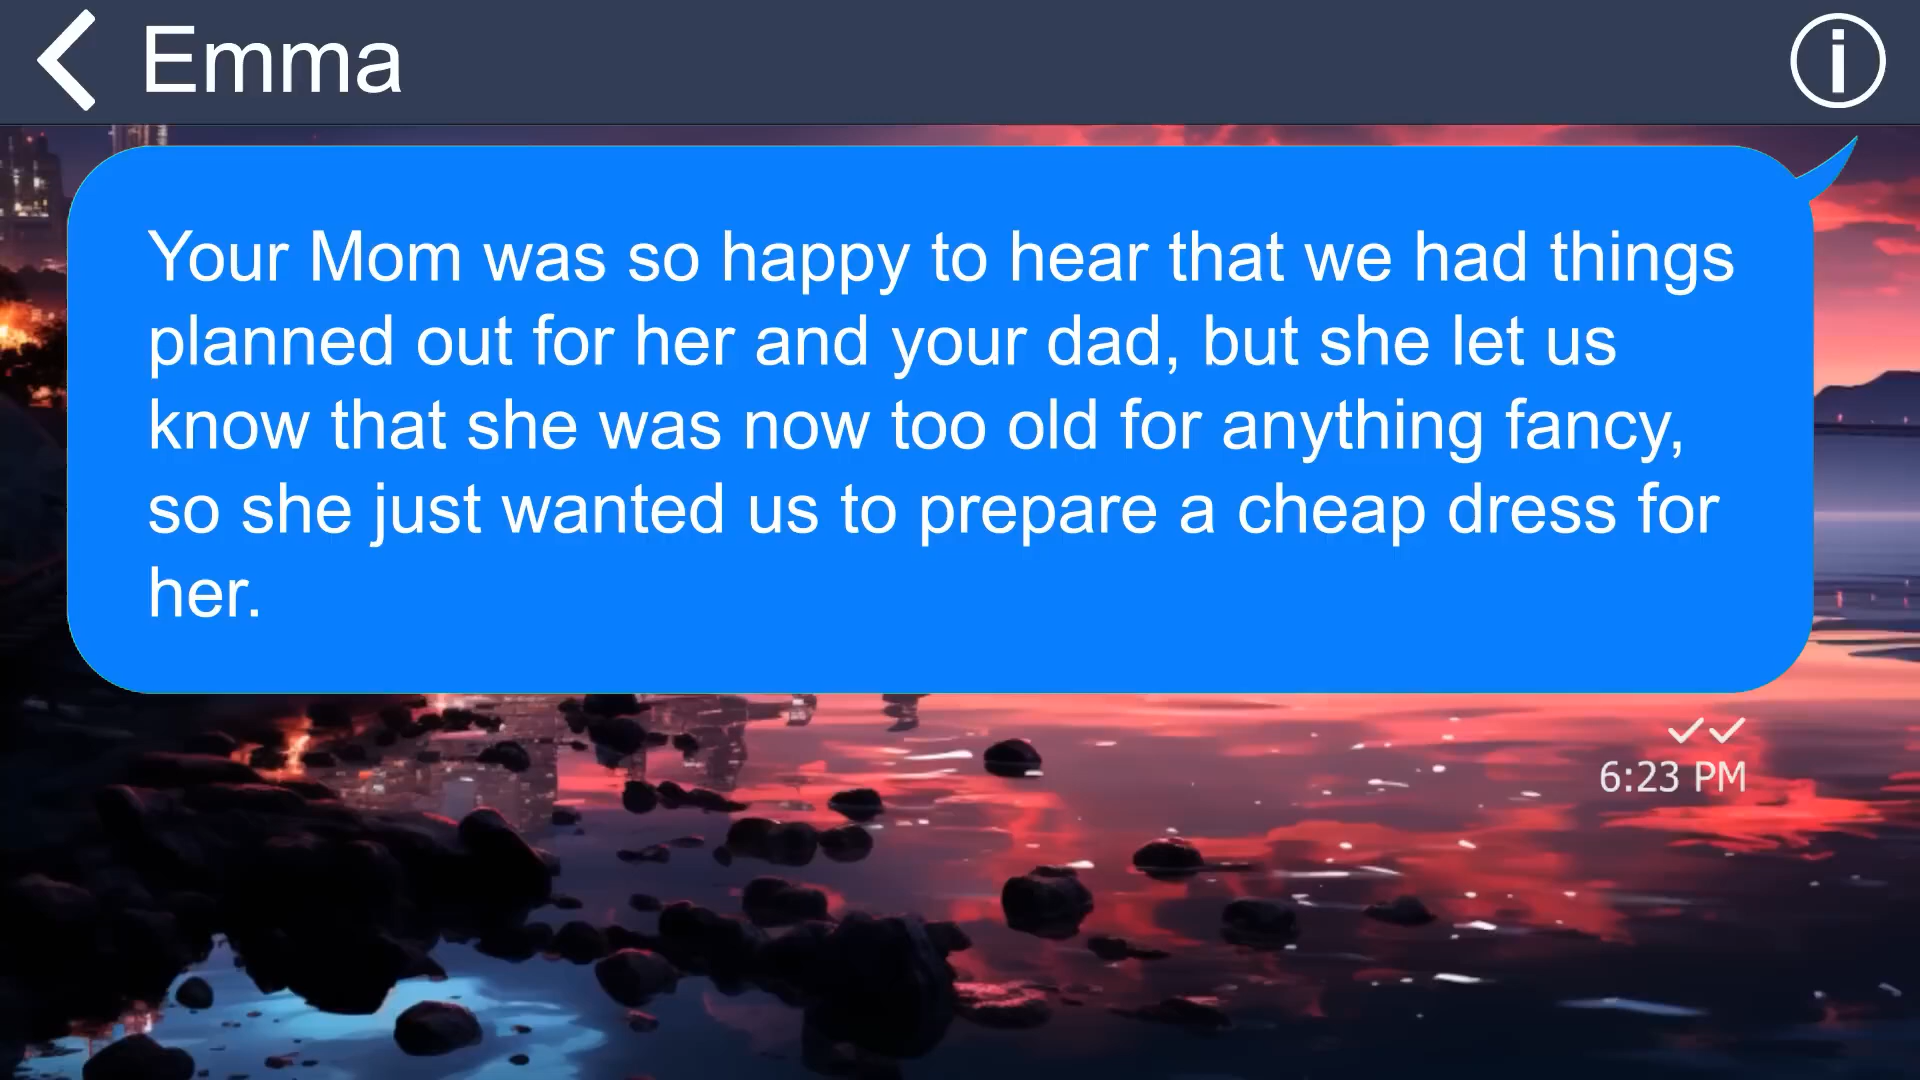 Emma
Your Mom was so happy to hear that we had things
planned out for her and your dad, but she let us
know that she was now too old for anything fancy,
so she just wanted us to prepare a cheap dress for
her.
6:23 PM